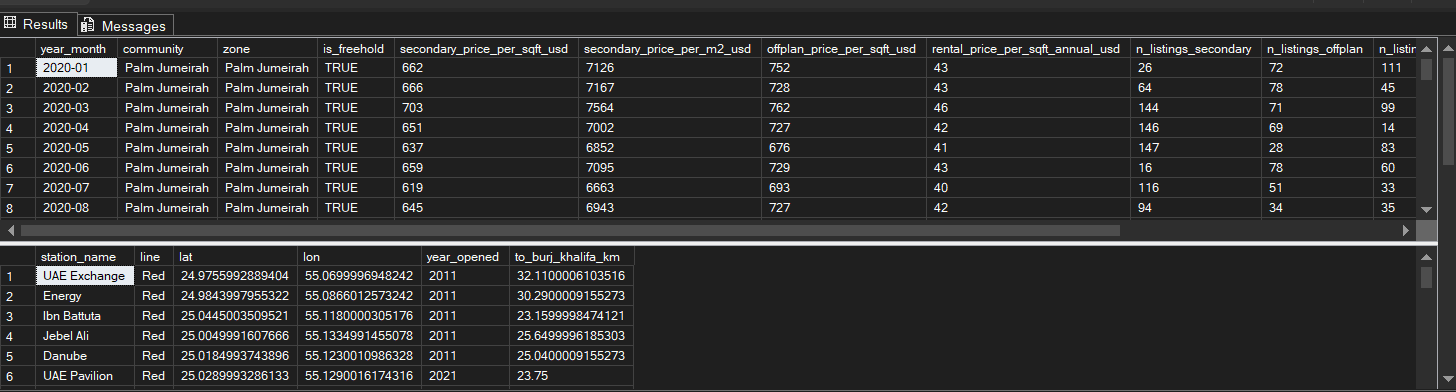 Results Messages
year_month community zone is_freehold secondary_price_per_sqft_usd secondary_price_per_m2_usd offplan_price_per_sqft_usd rental_price_per_sqft_annual_usd n_listings_secondary n_listings_offplan n_listin
1 2020-01 Palm Jumeirah Palm Jumeirah TRUE 662 7126 752 43 26 72 111
2 2020-02 Palm Jumeirah Palm Jumeirah TRUE 666 7167 728 43 64 78 45
3 2020-03 Palm Jumeirah Palm Jumeirah TRUE 703 7564 762 46 144 71 99
4 2020-04 Palm Jumeirah Palm Jumeirah TRUE 651 7002 727 42 146 69 14
5 2020-05 Palm Jumeirah Palm Jumeirah TRUE 637 6852 676 41 147 28 83
6 2020-06 Palm Jumeirah Palm Jumeirah TRUE 659 7095 729 43 16 78 60
7 2020-07 Palm Jumeirah Palm Jumeirah TRUE 619 6663 693 40 116 51 33
8 2020-08 Palm Jumeirah Palm Jumeirah TRUE 645 6943 727 42 94 34 35
station_name line lat lon year_opened to_burj_khalifa_km
1 UAE Exchange Red 24.9755992889404 55.0699996948242 2011 32.1100006103516
2 Energy Red 24.9843997955322 55.0866012573242 2011 30.2900009155273
3 Ibn Battuta Red 25.0445003509521 55.1180000305176 2011 23.1599998474121
4 Jebel Ali Red 25.0049991607666 55.1334991455078 2011 25.6499996185303
5 Danube Red 25.0184993743896 55.1230010986328 2011 25.0400009155273
6 UAE Pavilion Red 25.0289993286133 55.1290016174316 2021 23.75